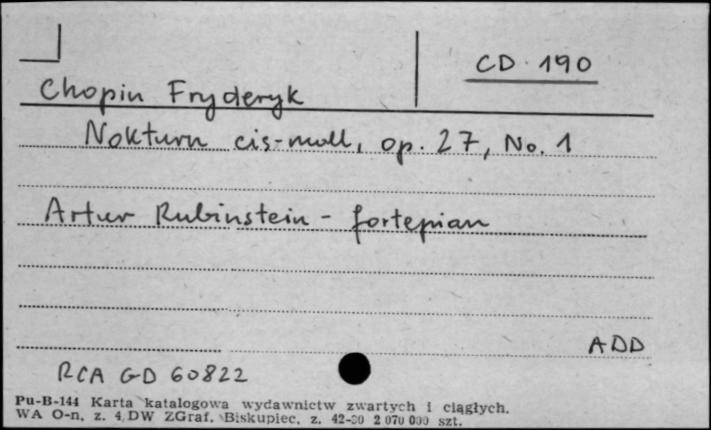 CD 190
Chopin Fryderyk
Nokturn cis-moll, op. 27, No. 1
Artur Rubinstein - fortepian
ADD
RCA GD 60822
Pu-B-144 Karta katalogowa wydawnictw zwartych i ciągłych.
WA O-n, z. 4 DW ZGraf. Biskupiec, z. 42-80 2 070 000 szt.